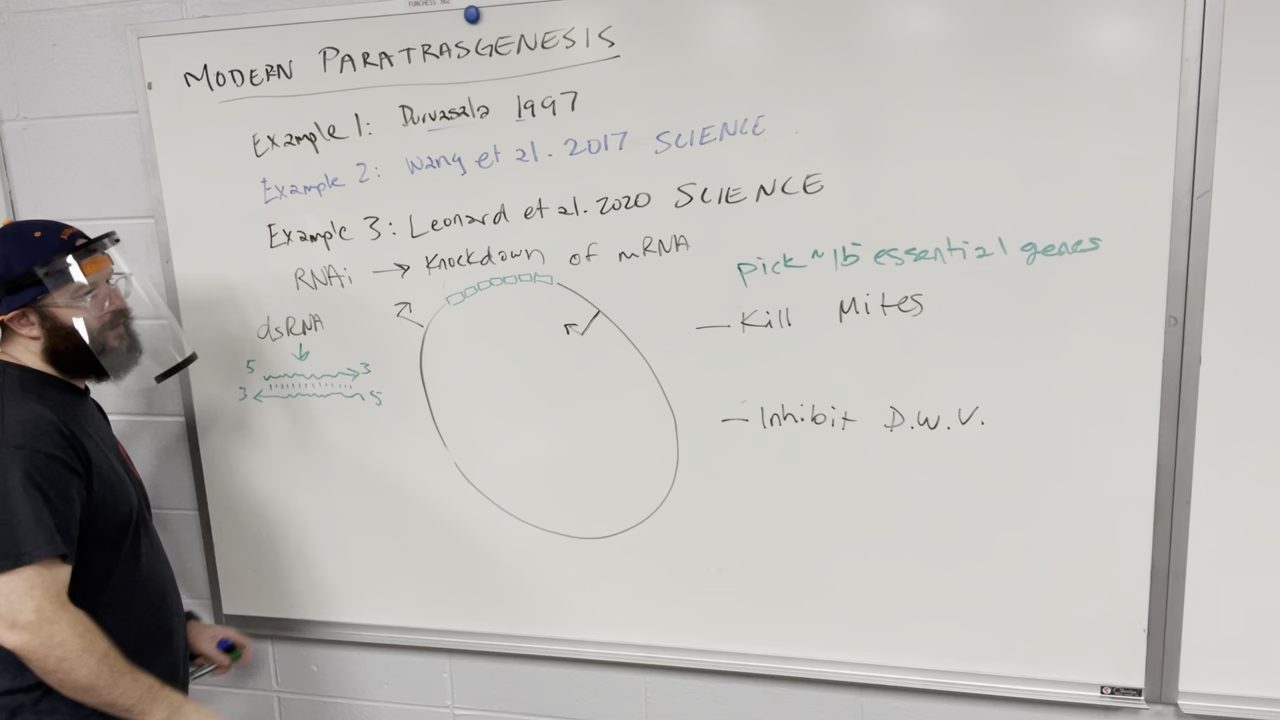 MODERN PARATRASGENESIS
Example 1: Durvasala 1997
Example 2: Wang et al. 2017 SCIENCE
Example 3: Leonard et al. 2020 SCIENCE
RNAi → Knockdown of mRNA
pick ~15 essential genes
— Kill Mites
dsRNA
5 3
3 5
— Inhibit D.W.V.